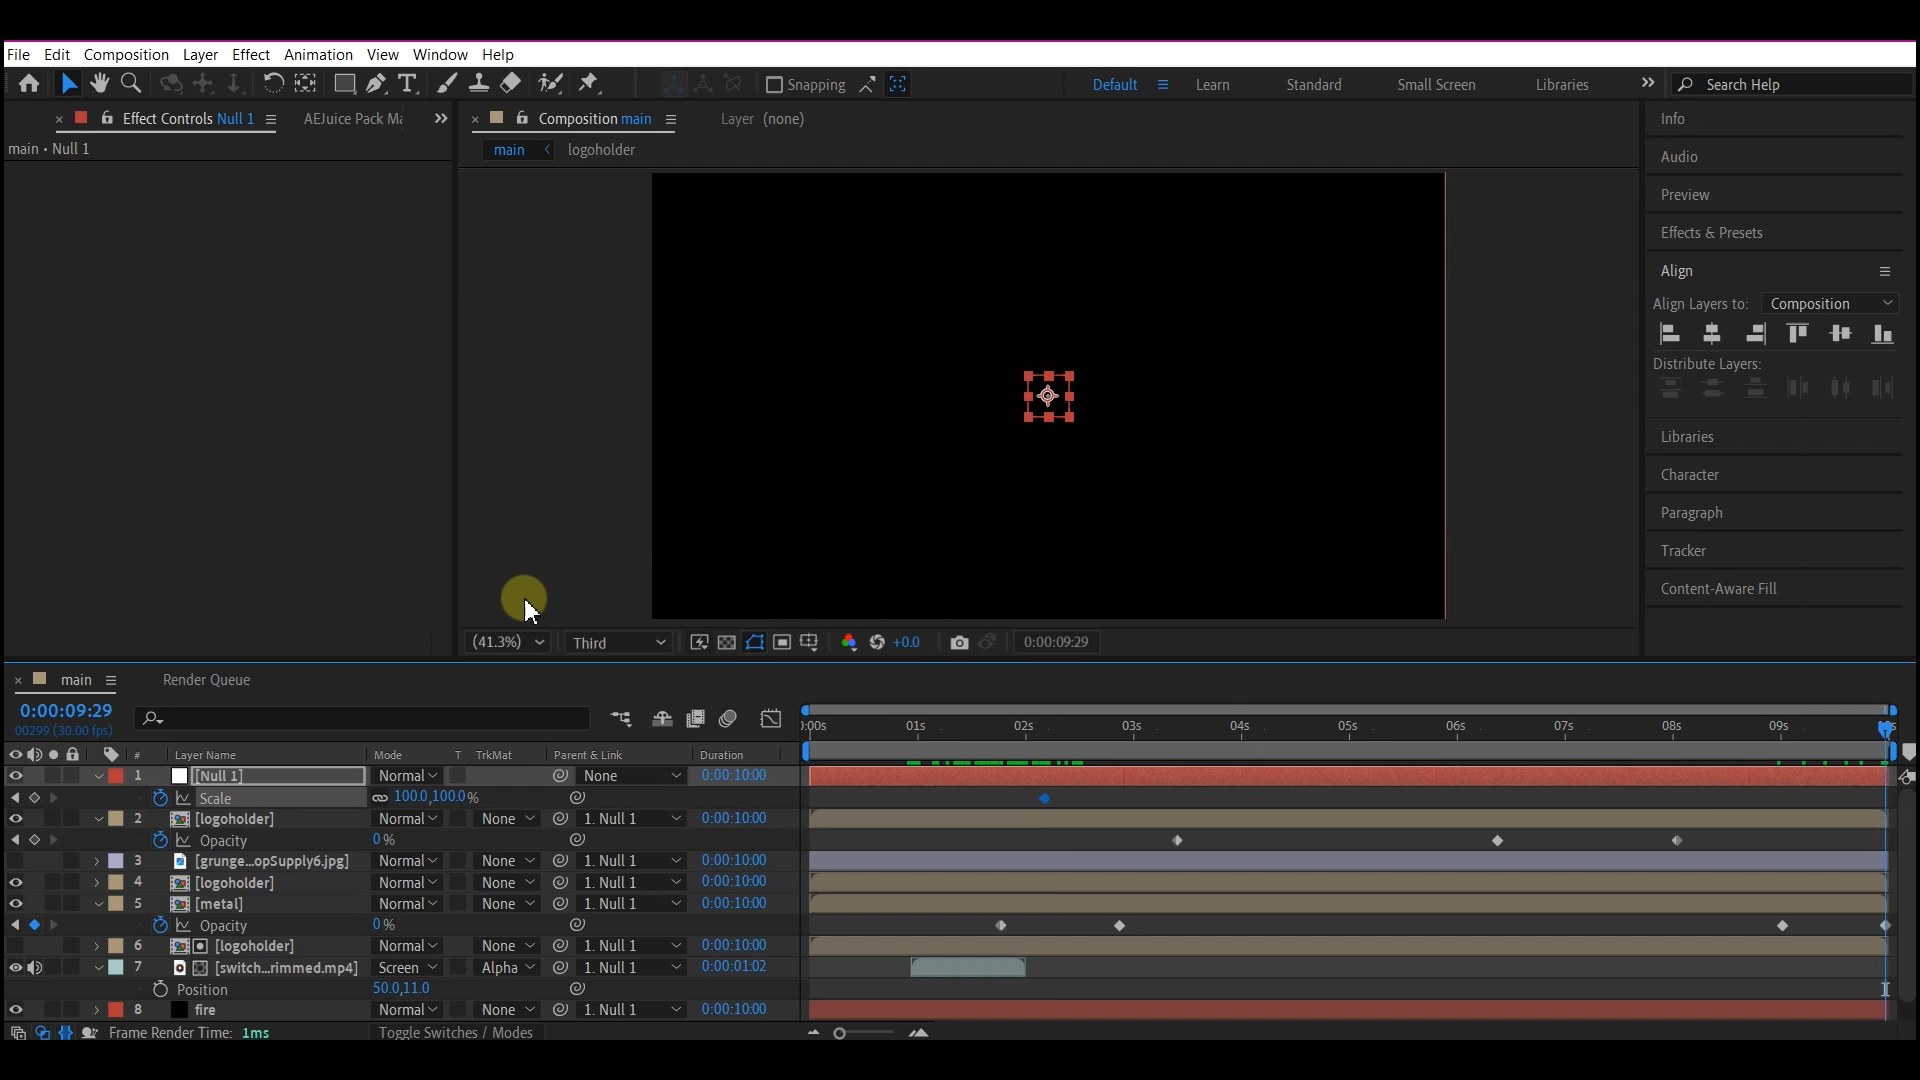 File Edit Composition Layer Effect Animation View Window Help
Snapping Default Learn Standard Small Screen Libraries Search Help
Effect Controls Null 1 AEJuice Pack Ma
Composition main Layer (none)
main • Null 1
main logoholder
Info
Audio
Preview
Effects & Presets
Align
Align Layers to: Composition
Distribute Layers:
Libraries
Character
Paragraph
Tracker
Content-Aware Fill
(41.3%) Third +0.0 0:00:09:29
main Render Queue
0:00:09:29
00299 (30.00 fps)
):00s 01s 02s 03s 04s 05s 06s 07s 08s 09s
# Layer Name Mode T TrkMat Parent & Link Duration
1 [Null 1] Normal None 0:00:10:00
Scale 100.0,100.0%
2 [logoholder] Normal None 1. Null 1 0:00:10:00
Opacity 0%
3 [grunge...opSupply6.jpg] Normal None 1. Null 1 0:00:10:00
4 [logoholder] Normal None 1. Null 1 0:00:10:00
5 [metal] Normal None 1. Null 1 0:00:10:00
Opacity 0%
6 [logoholder] Normal None 1. Null 1 0:00:10:00
7 [switch...rimmed.mp4] Screen Alpha 1. Null 1 0:00:01:02
Position 50.0,11.0
8 fire Normal None 1. Null 1 0:00:10:00
Frame Render Time: 1ms Toggle Switches / Modes